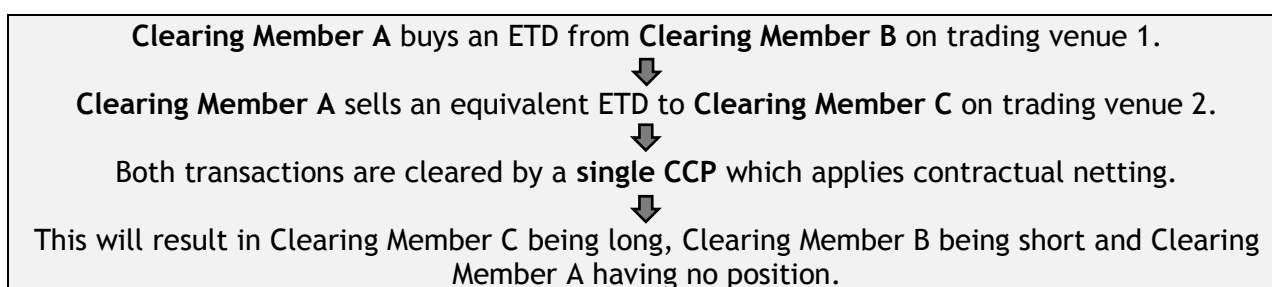 Clearing Member A buys an ETD from Clearing Member B on trading venue 1.
Clearing Member A sells an equivalent ETD to Clearing Member C on trading venue 2.
Both transactions are cleared by a single CCP which applies contractual netting.
This will result in Clearing Member C being long, Clearing Member B being short and Clearing
Member A having no position.